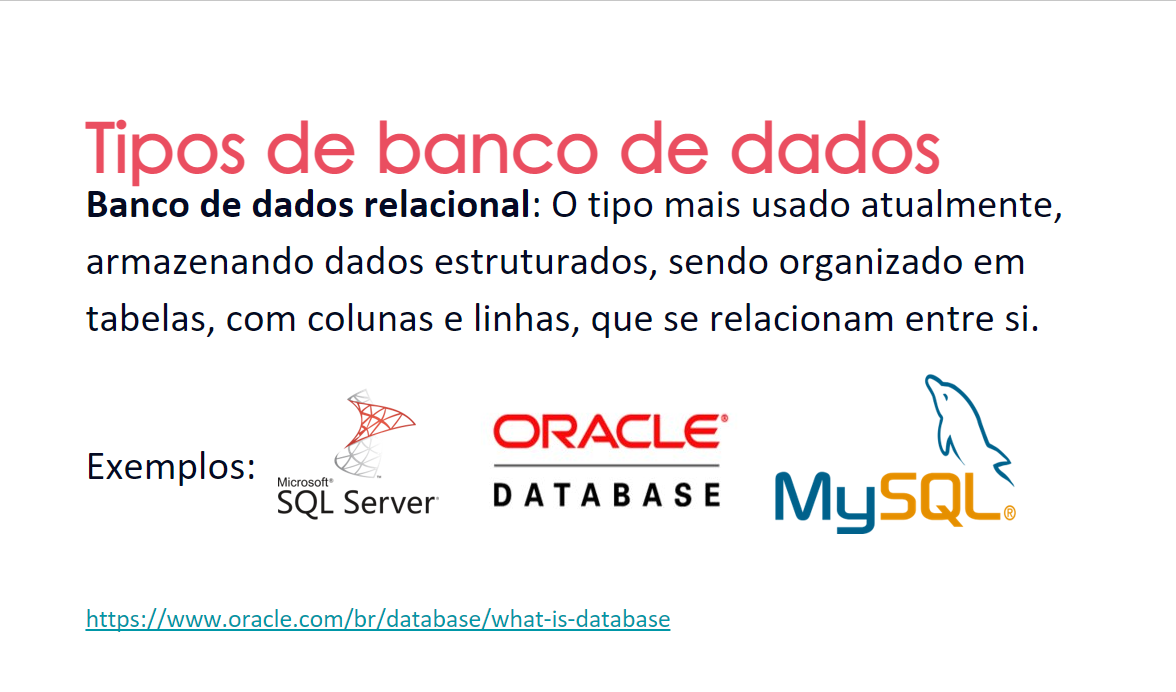 Tipos de banco de dados
Banco de dados relacional: O tipo mais usado atualmente,
armazenando dados estruturados, sendo organizado em
tabelas, com colunas e linhas, que se relacionam entre si.
Exemplos:
Microsoft®
SQL Server®
ORACLE®
DATABASE
MySQL®
https://www.oracle.com/br/database/what-is-database